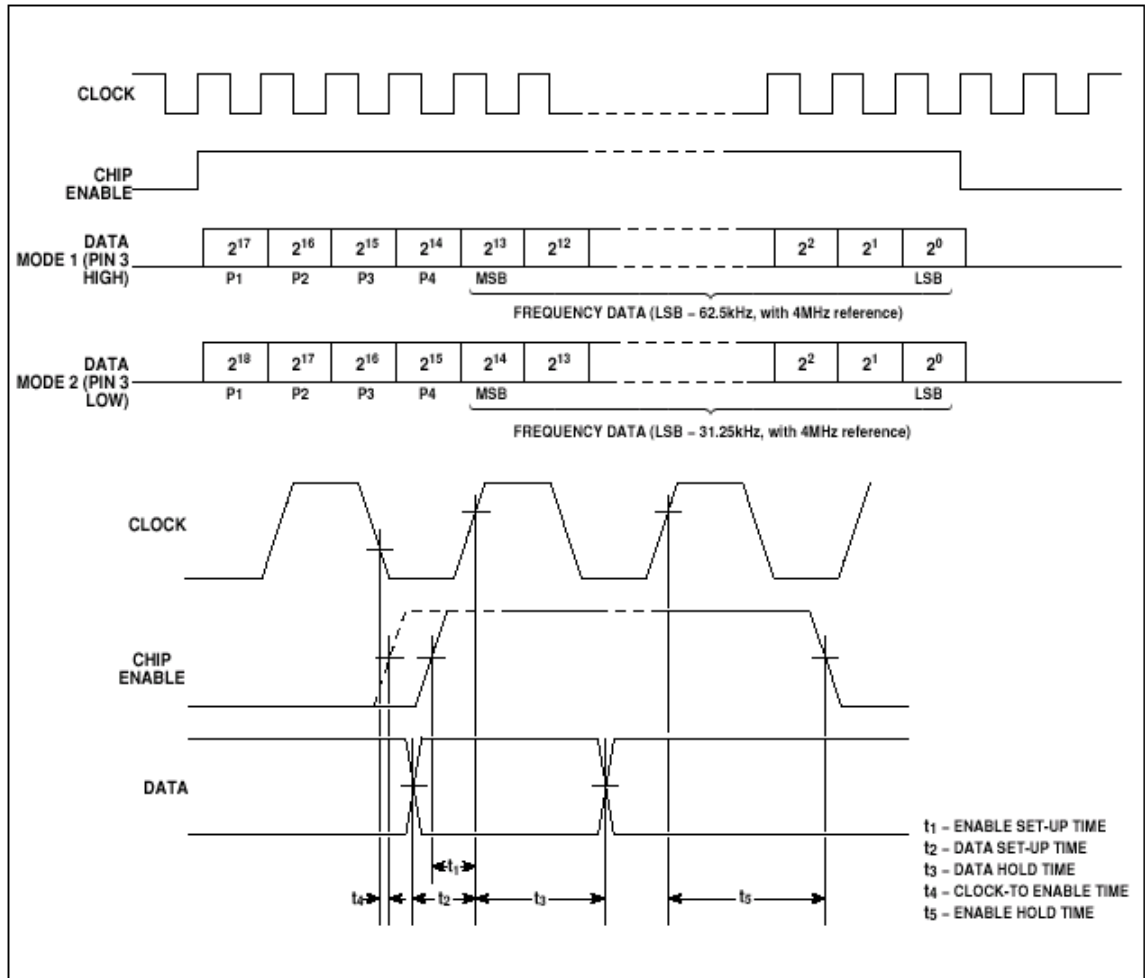 CLOCK
CHIP
ENABLE
DATA
MODE 1 (PIN 3
HIGH)
2¹⁷ 2¹⁶ 2¹⁵ 2¹⁴ 2¹³ 2¹² 2² 2¹ 2⁰
P1 P2 P3 P4 MSB LSB
FREQUENCY DATA (LSB – 62.5kHz, with 4MHz reference)
DATA
MODE 2 (PIN 3
LOW)
2¹⁸ 2¹⁷ 2¹⁶ 2¹⁵ 2¹⁴ 2¹³ 2² 2¹ 2⁰
P1 P2 P3 P4 MSB LSB
FREQUENCY DATA (LSB – 31.25kHz, with 4MHz reference)
CLOCK
CHIP
ENABLE
DATA
t₁
t₄ t₂ t₃ t₅
t₁ – ENABLE SET-UP TIME
t₂ – DATA SET-UP TIME
t₃ – DATA HOLD TIME
t₄ – CLOCK-TO ENABLE TIME
t₅ – ENABLE HOLD TIME